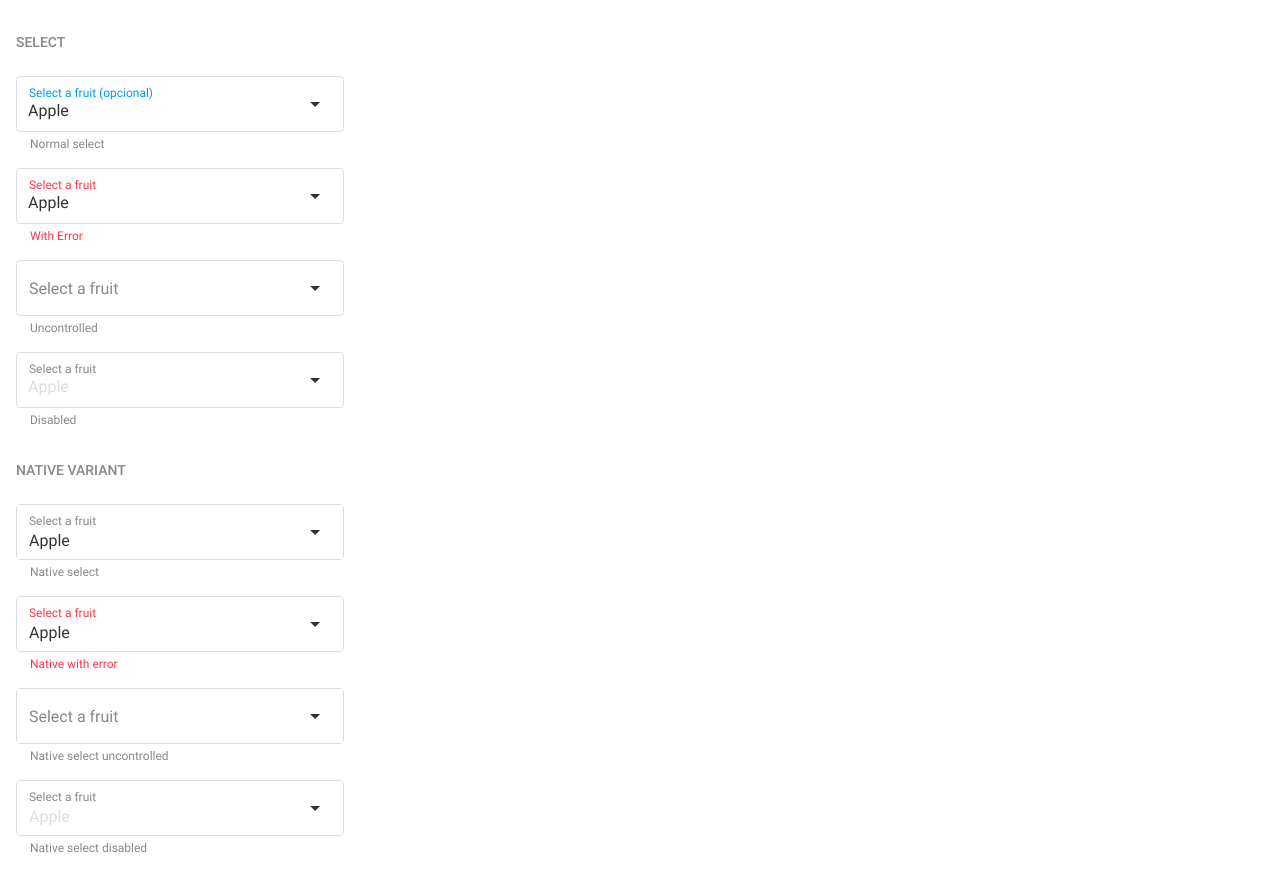 SELECT
Select a fruit (opcional)
Apple
Normal select
Select a fruit
Apple
With Error
Select a fruit
Uncontrolled
Select a fruit
Apple
Disabled
NATIVE VARIANT
Select a fruit
Apple
Native select
Select a fruit
Apple
Native with error
Select a fruit
Native select uncontrolled
Select a fruit
Apple
Native select disabled